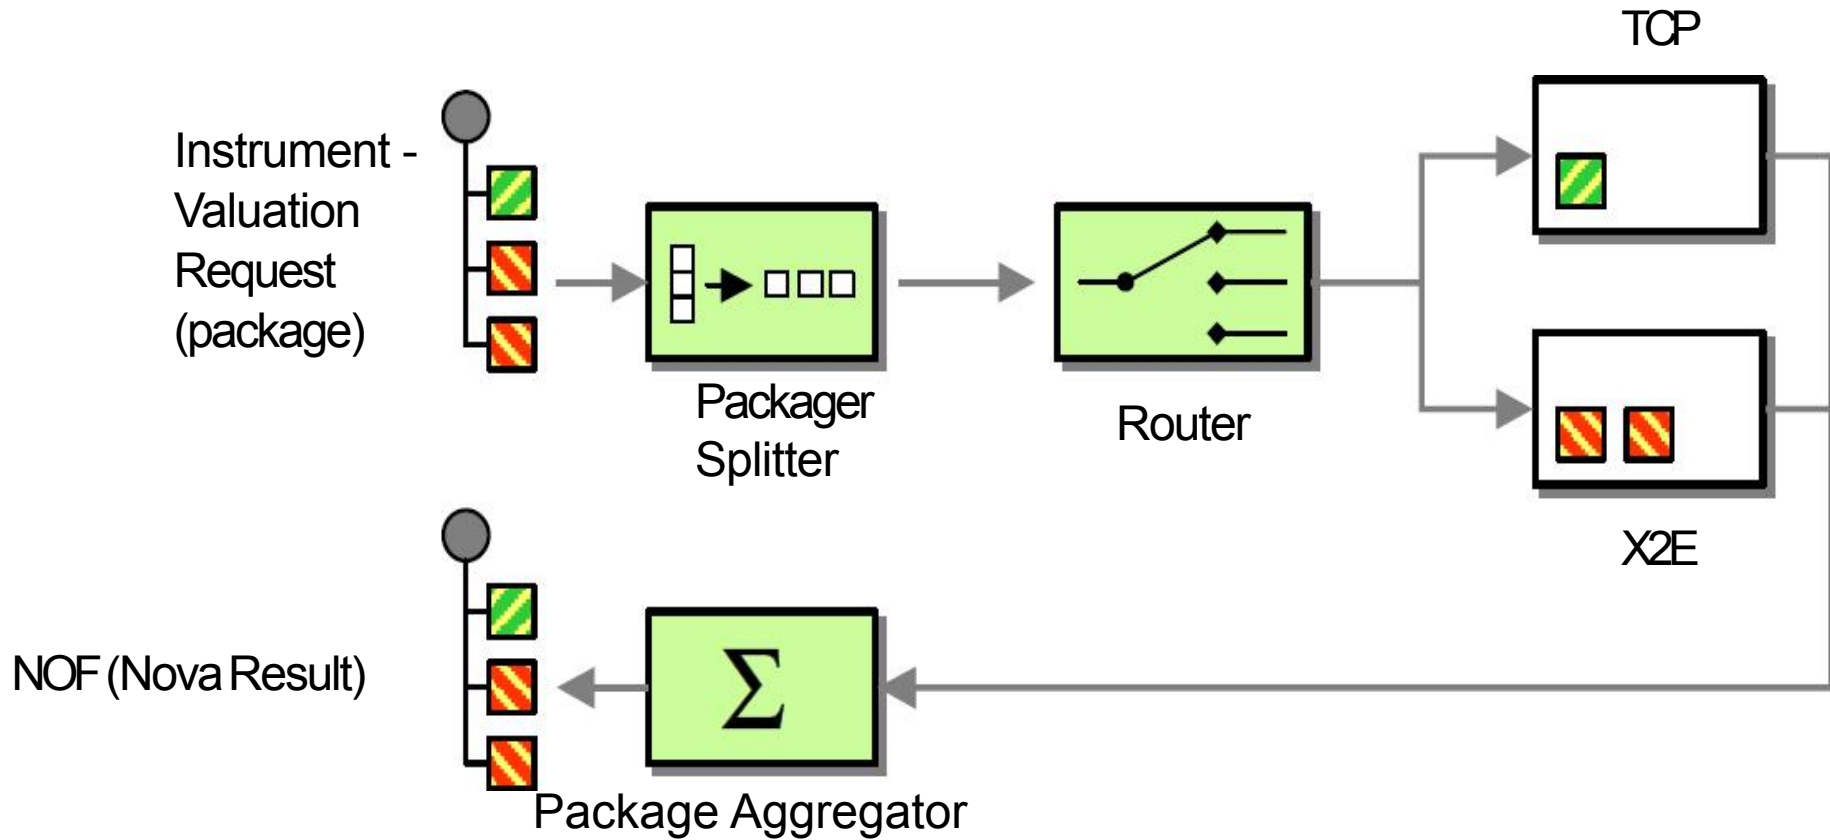 TCP
Instrument -
Valuation
Request
(package)
Packager
Splitter
Router
X2E
NOF (Nova Result)
Σ
Package Aggregator